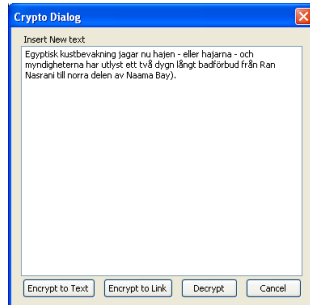 Crypto Dialog
Insert New text
Egyptisk kustbevakning jagar nu hajen - eller hajarna - och
myndigheterna har utlyst ett två dygn långt badförbud från Ran
Nasrani till norra delen av Naama Bay).
Encrypt to Text Encrypt to Link Decrypt Cancel